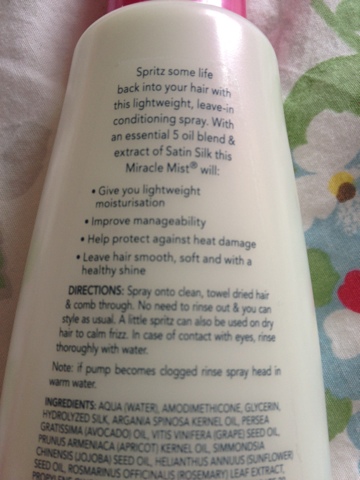 Spritz some life
back into your hair with
this lightweight, leave-in
conditioning spray. With
an essential 5 oil blend &
extract of Satin Silk this
Miracle Mist® will:
• Give you lightweight
moisturisation
• Improve manageability
• Help protect against heat damage
• Leave hair smooth, soft and with a
healthy shine
DIRECTIONS: Spray onto clean, towel dried hair
& comb through. No need to rinse out & you can
style as usual. A little spritz can also be used on dry
hair to calm frizz. In case of contact with eyes, rinse
thoroughly with water.
Note: if pump becomes clogged rinse spray head in
warm water.
INGREDIENTS: AQUA (WATER), AMODIMETHICONE, GLYCERIN,
HYDROLYZED SILK, ARGANIA SPINOSA KERNEL OIL, PERSEA
GRATISSIMA (AVOCADO) OIL, VITIS VINIFERA (GRAPE) SEED OIL,
PRUNUS ARMENIACA (APRICOT) KERNEL OIL, SIMMONDSIA
CHINENSIS (JOJOBA) SEED OIL, HELIANTHUS ANNUUS (SUNFLOWER)
SEED OIL, ROSMARINUS OFFICINALIS (ROSEMARY) LEAF EXTRACT,